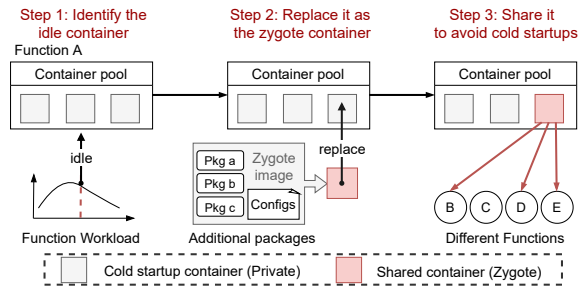 Step 1: Identify the
idle container
Step 2: Replace it as
the zygote container
Step 3: Share it
to avoid cold startups
Function A
Container pool
Container pool
Container pool
idle
replace
Pkg a
Pkg b
Pkg c
Zygote
image
Configs
B
C
D
E
Function Workload
Additional packages
Different Functions
Cold startup container (Private)
Shared container (Zygote)